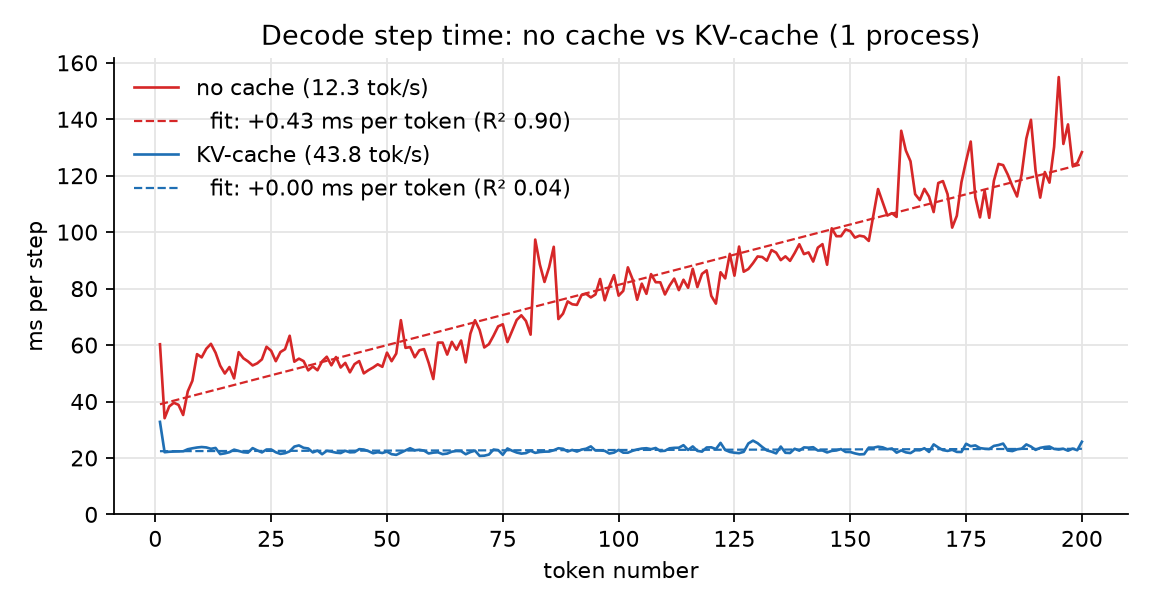 Decode step time: no cache vs KV-cache (1 process)
no cache (12.3 tok/s)
fit: +0.43 ms per token (R² 0.90)
KV-cache (43.8 tok/s)
fit: +0.00 ms per token (R² 0.04)
ms per step
160
140
120
100
80
60
40
20
0
0 25 50 75 100 125 150 175 200
token number